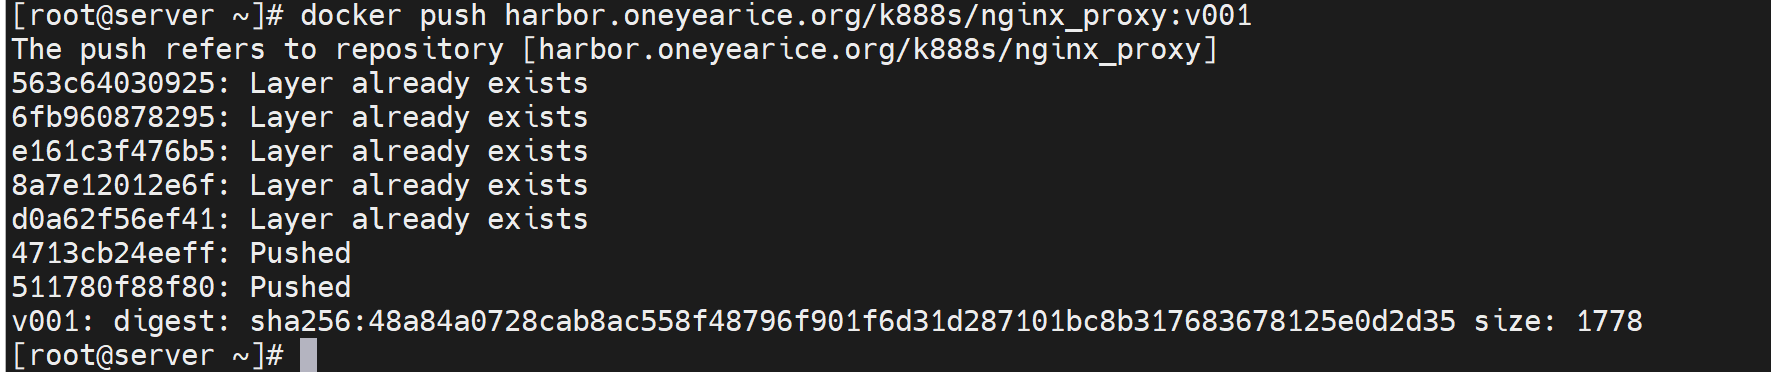 [root@server ~]# docker push harbor.oneyearice.org/k888s/nginx_proxy:v001
The push refers to repository [harbor.oneyearice.org/k888s/nginx_proxy]
563c64030925: Layer already exists
6fb960878295: Layer already exists
e161c3f476b5: Layer already exists
8a7e12012e6f: Layer already exists
d0a62f56ef41: Layer already exists
4713cb24eeff: Pushed
511780f88f80: Pushed
v001: digest: sha256:48a84a0728cab8ac558f48796f901f6d31d287101bc8b317683678125e0d2d35 size: 1778
[root@server ~]#